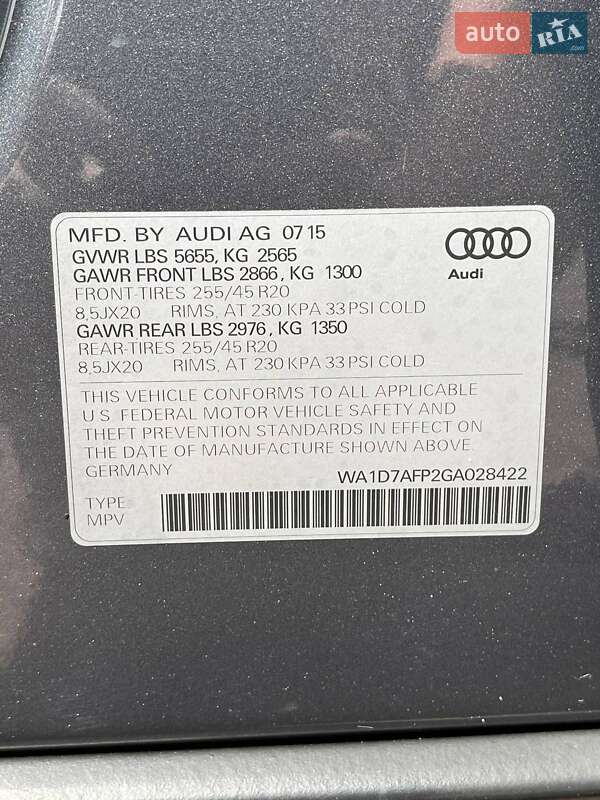 auto RIA.com
MFD. BY AUDI AG 07 15
GVWR LBS 5655, KG 2565
GAWR FRONT LBS 2866, KG 1300
FRONT-TIRES 255/45 R20
8,5JX20 RIMS, AT 230 KPA 33 PSI COLD
GAWR REAR LBS 2976, KG 1350
REAR-TIRES 255/45 R20
8,5JX20 RIMS, AT 230 KPA 33 PSI COLD
Audi
THIS VEHICLE CONFORMS TO ALL APPLICABLE
U.S. FEDERAL MOTOR VEHICLE SAFETY AND
THEFT PREVENTION STANDARDS IN EFFECT ON
THE DATE OF MANUFACTURE SHOWN ABOVE.
GERMANY WA1D7AFP2GA028422
TYPE
MPV